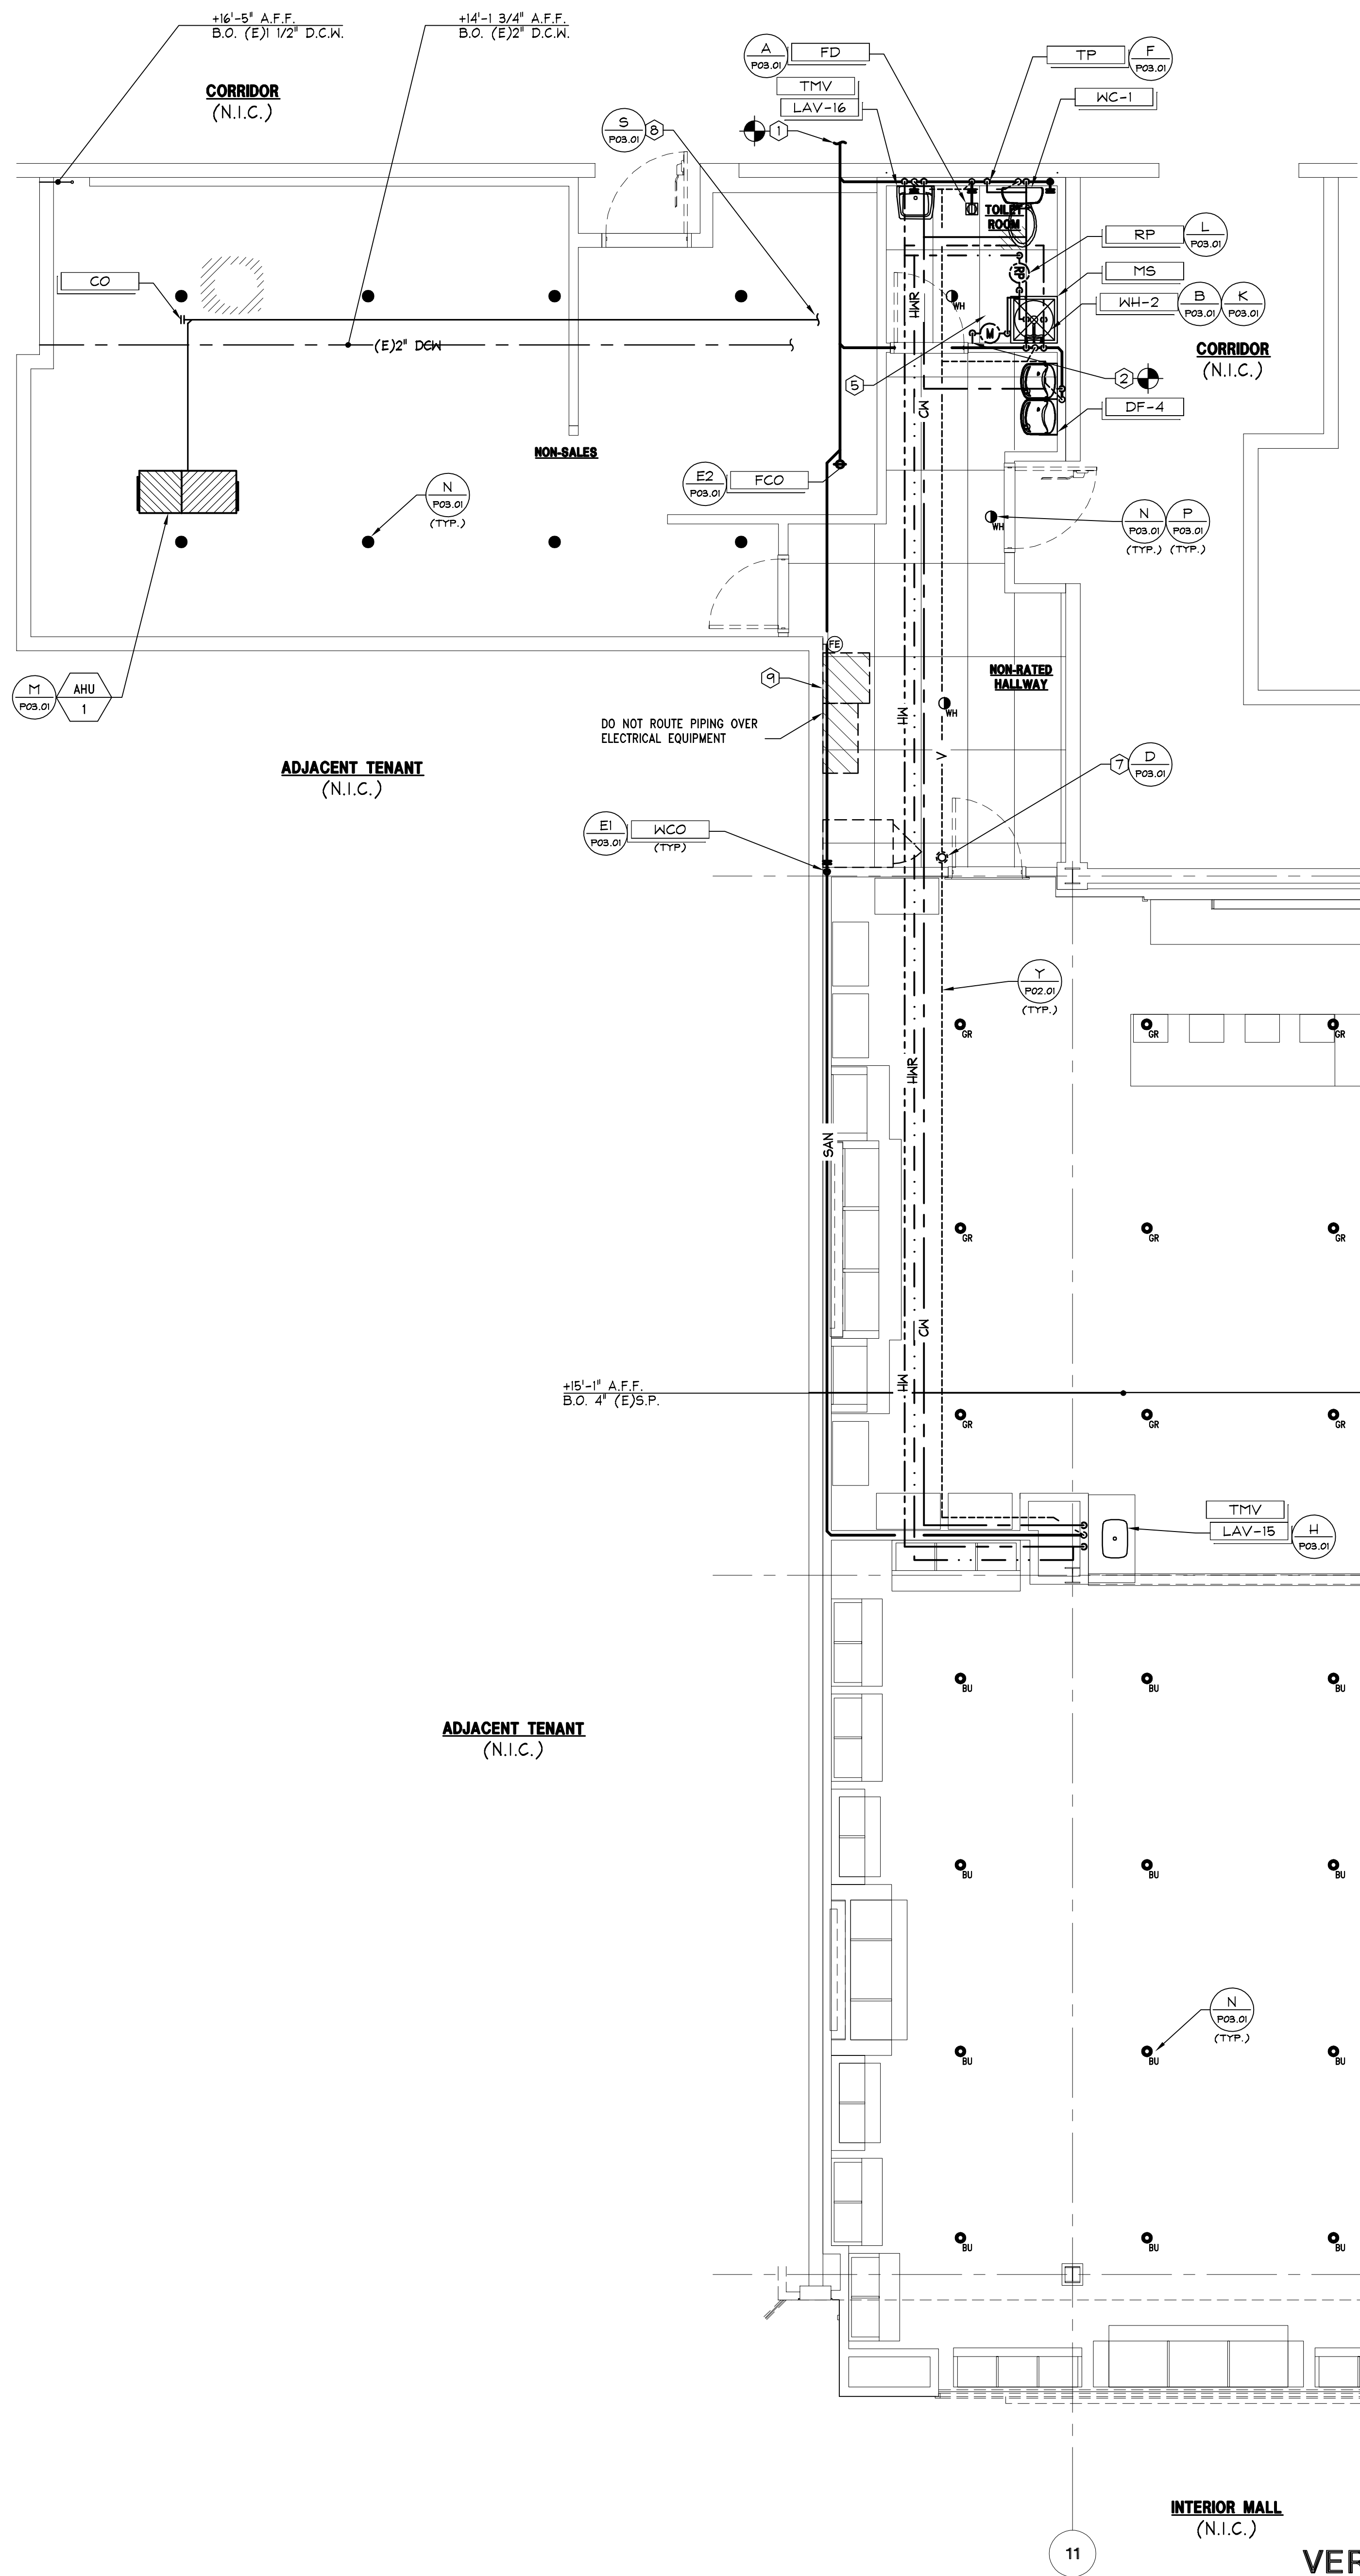 +16'-5" A.F.F.
B.O. (E)1 1/2" D.C.W.
+14'-1 3/4" A.F.F.
B.O. (E)2" D.C.W.
CORRIDOR
(N.I.C.)
A
P03.01
FD
TMV
LAV-16
TP
F
P03.01
WC-1
S
P03.01
8
1
TOILET
ROOM
RP
L
P03.01
RP
MS
WH-2
B
P03.01
K
P03.01
CO
WH
HWR
M
(E)2" DCW
CORRIDOR
(N.I.C.)
5
2
DF-4
CW
NON-SALES
E2
P03.01
FCO
N
P03.01
(TYP.)
WH
N
P03.01
(TYP.)
P
P03.01
(TYP.)
FE
M
P03.01
AHU
1
9
NON-RATED
HALLWAY
HW
WH
DO NOT ROUTE PIPING OVER
ELECTRICAL EQUIPMENT
V
7
D
P03.01
ADJACENT TENANT
(N.I.C.)
E1
P03.01
WCO
(TYP)
Y
P02.01
(TYP.)
GR
GR
GR
HWR
SAN
GR
GR
GR
CW
HW
+15'-1" A.F.F.
B.O. 4" (E)S.P.
GR
GR
GR
TMV
LAV-15
H
P03.01
BU
BU
BU
ADJACENT TENANT
(N.I.C.)
BU
BU
BU
N
P03.01
(TYP.)
BU
BU
BU
BU
BU
BU
INTERIOR MALL
(N.I.C.)
11
VER